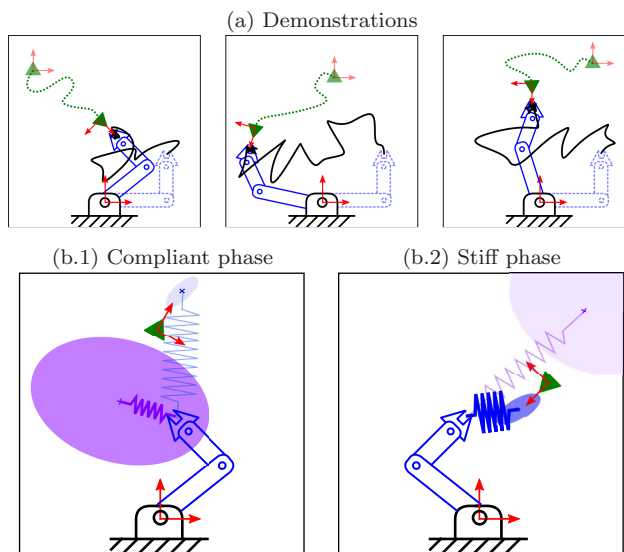 (a) Demonstrations
(b.1) Compliant phase
(b.2) Stiff phase